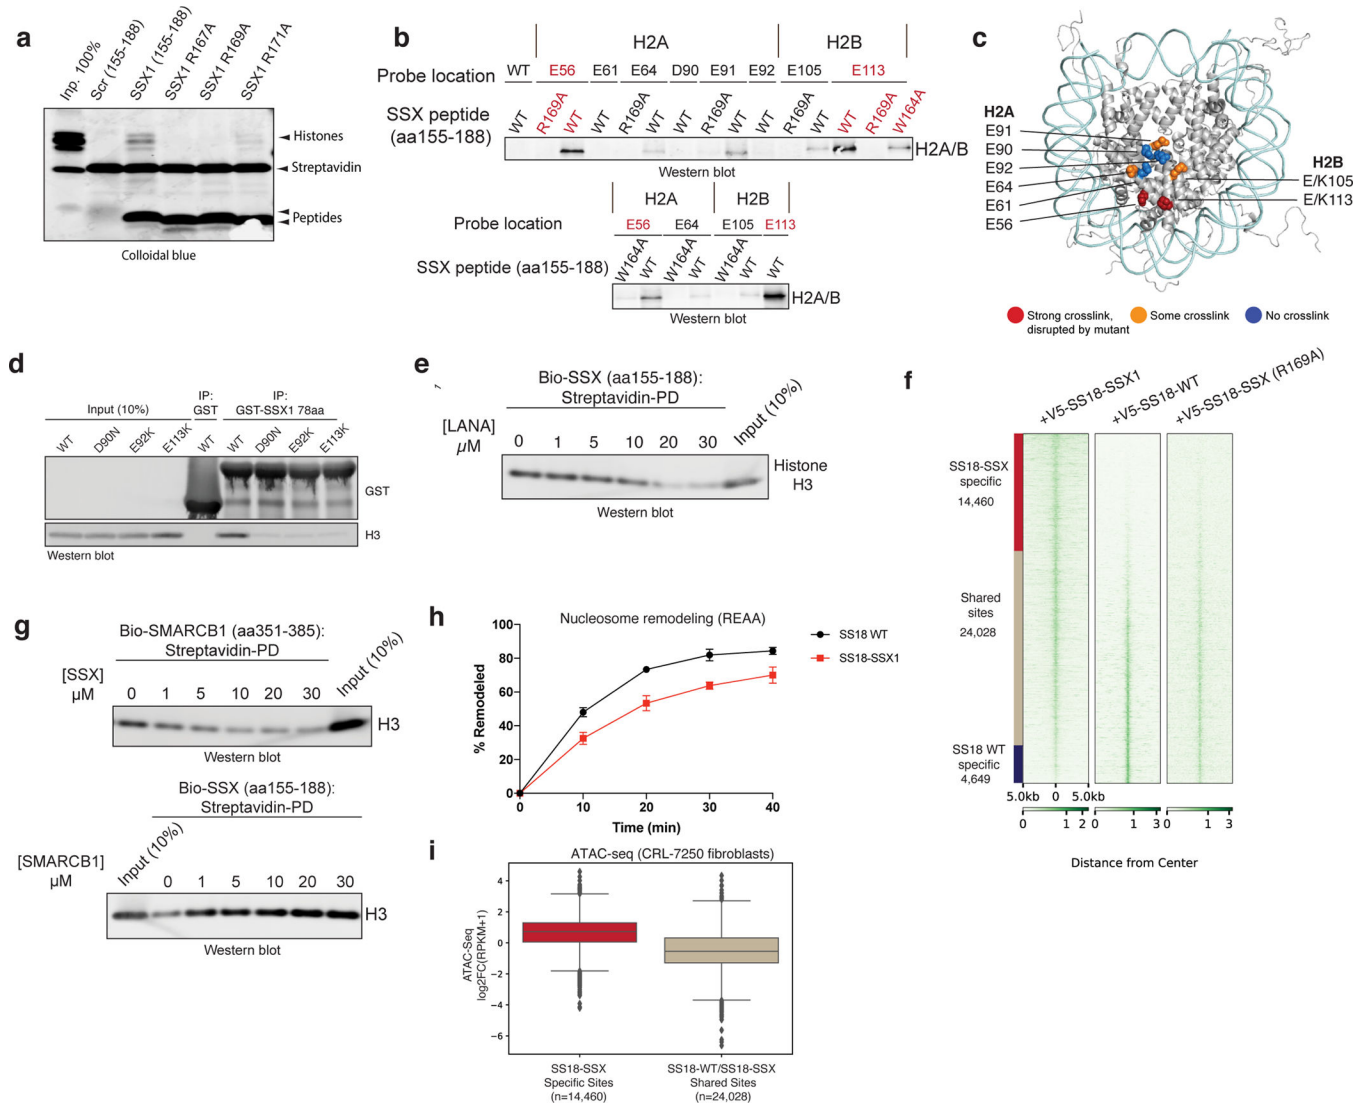 a
Inp. 100%
Scr (155-188)
SSX1 (155-188)
SSX1 R167A
SSX1 R169A
SSX1 R171A
Histones
Streptavidin
Peptides
Colloidal blue
b
H2A H2B
Probe location WT E56 E61 E64 D90 E91 E92 E105 E113
SSX peptide
(aa155-188)
WT R169A WT WT R169A WT WT R169A WT WT R169A WT WT R169A W164A
H2A/B
Western blot
H2A H2B
Probe location E56 E64 E105 E113
SSX peptide (aa155-188) W164A WT W164A WT W164A WT WT
H2A/B
Western blot
c
H2A
E91
E90
E92
E64
E61
E56
H2B
E/K105
E/K113
Strong crosslink,
disrupted by mutant
Some crosslink
No crosslink
d
Input (10%)
IP:
GST
IP:
GST-SSX1 78aa
WT D90N E92K E113K WT WT D90N E92K E113K
GST
H3
Western blot
e
Bio-SSX (aa155-188):
Streptavidin-PD
Input (10%)
[LANA]
µM
0 1 5 10 20 30
Histone
H3
Western blot
f
+V5-SS18-SSX1
+V5-SS18-WT
+V5-SS18-SSX (R169A)
SS18-SSX
specific
14,460
Shared
sites
24,028
SS18 WT
specific
4,649
5.0kb 0 5.0kb
0 1 2
0 1 3
0 1 3
Distance from Center
g
Bio-SMARCB1 (aa351-385):
Streptavidin-PD
Input (10%)
[SSX]
µM
0 1 5 10 20 30
H3
Western blot
Bio-SSX (aa155-188):
Streptavidin-PD
[SMARCB1]
µM
Input (10%)
0 1 5 10 20 30
H3
Western blot
h
Nucleosome remodeling (REAA)
% Remodeled
100
80
60
40
20
0
0 10 20 30 40
Time (min)
SS18 WT
SS18-SSX1
i
ATAC-seq (CRL-7250 fibroblasts)
ATAC-Seq
log2FC(RPKM+1)
4
2
0
−2
−4
−6
SS18-SSX
Specific Sites
(n=14,460)
SS18-WT/SS18-SSX
Shared Sites
(n=24,028)